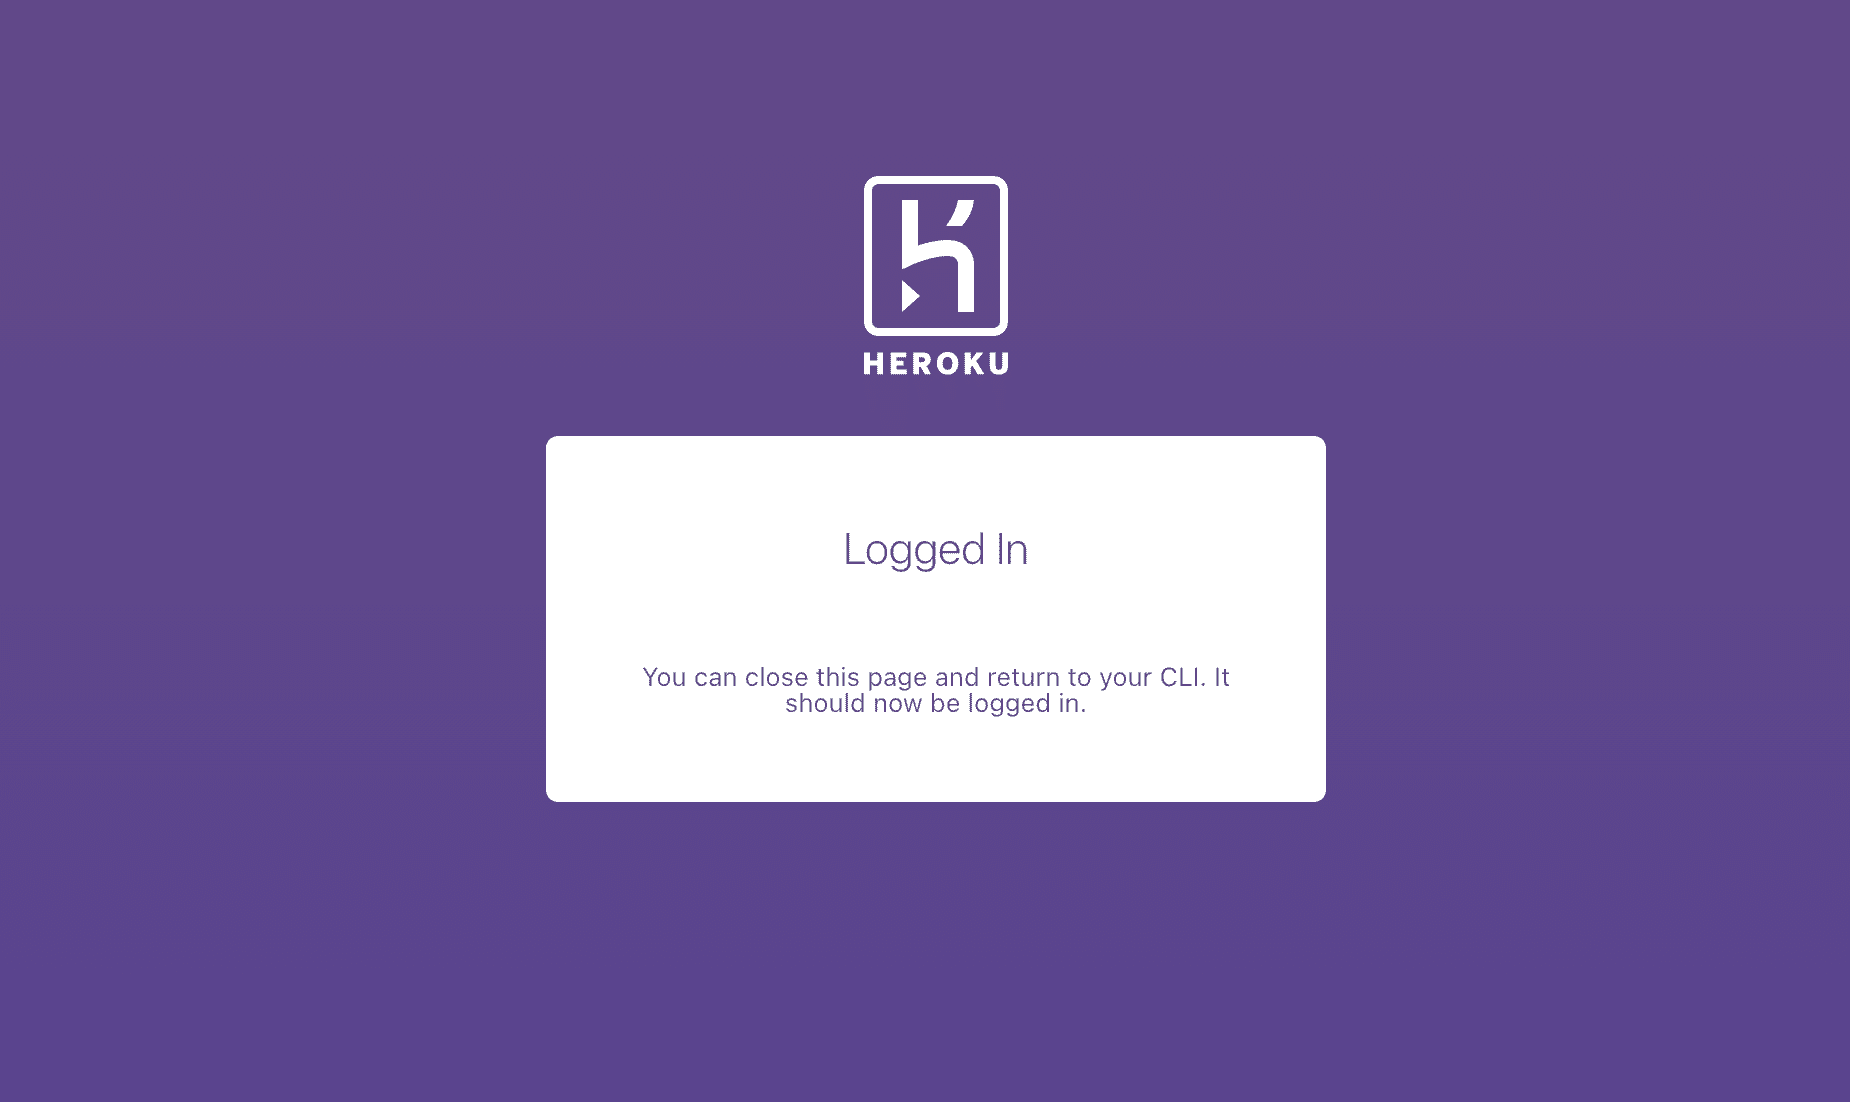 HEROKU
Logged In
You can close this page and return to your CLI. It
should now be logged in.